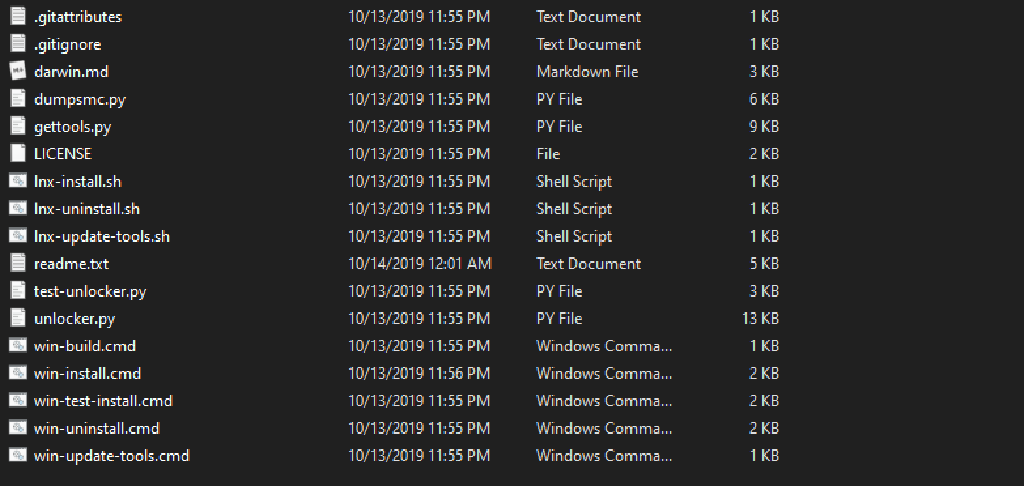 .gitattributes 10/13/2019 11:55 PM Text Document 1 KB
.gitignore 10/13/2019 11:55 PM Text Document 1 KB
darwin.md 10/13/2019 11:55 PM Markdown File 3 KB
dumpsmc.py 10/13/2019 11:55 PM PY File 6 KB
gettools.py 10/13/2019 11:55 PM PY File 9 KB
LICENSE 10/13/2019 11:55 PM File 2 KB
lnx-install.sh 10/13/2019 11:55 PM Shell Script 1 KB
lnx-uninstall.sh 10/13/2019 11:55 PM Shell Script 1 KB
lnx-update-tools.sh 10/13/2019 11:55 PM Shell Script 1 KB
readme.txt 10/14/2019 12:01 AM Text Document 5 KB
test-unlocker.py 10/13/2019 11:55 PM PY File 3 KB
unlocker.py 10/13/2019 11:55 PM PY File 13 KB
win-build.cmd 10/13/2019 11:55 PM Windows Comma... 1 KB
win-install.cmd 10/13/2019 11:56 PM Windows Comma... 2 KB
win-test-install.cmd 10/13/2019 11:55 PM Windows Comma... 2 KB
win-uninstall.cmd 10/13/2019 11:55 PM Windows Comma... 2 KB
win-update-tools.cmd 10/13/2019 11:55 PM Windows Comma... 1 KB